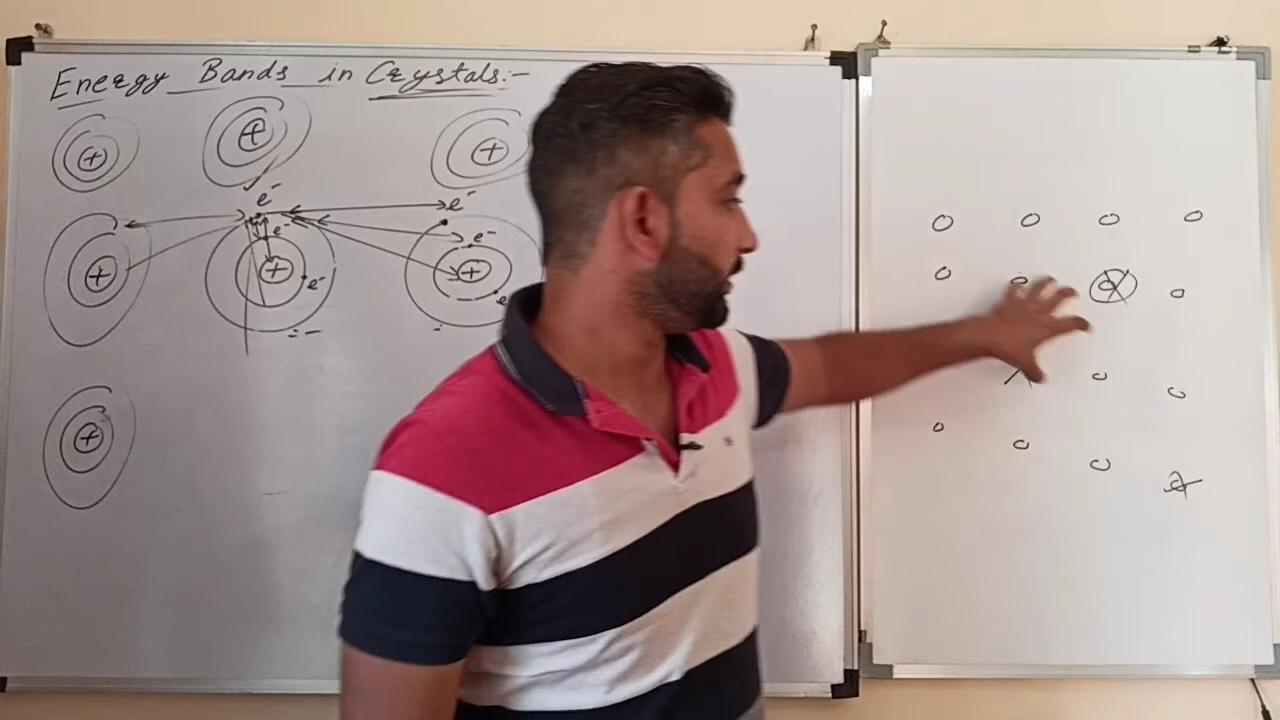 Energy Bands in Crystals:-
+ + +
e⁻ e⁻
e⁻ e⁻
+ + +
e⁻ e
+